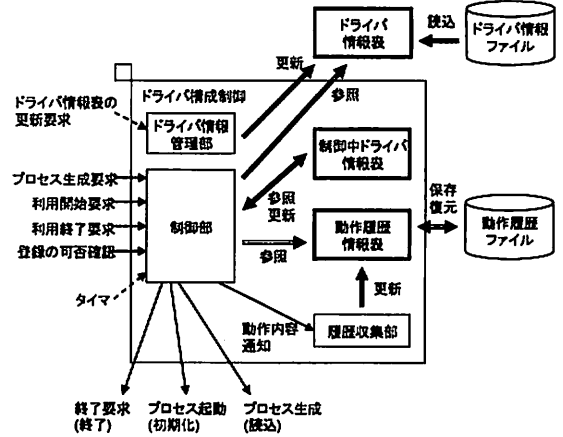 ドライバ
情報表
読込
ドライバ情報
ファイル
更新
参照
ドライバ構成制御
ドライバ情報表の
更新要求
ドライバ情報
管理部
制御中ドライバ
情報表
プロセス生成要求
利用開始要求
利用終了要求
登録の可否確認
タイマ
制御部
参照
更新
参照
動作履歴
情報表
保存
復元
動作履歴
ファイル
更新
動作内容
通知
履歴収集部
終了要求
(終了)
プロセス起動
(初期化)
プロセス生成
(読込)